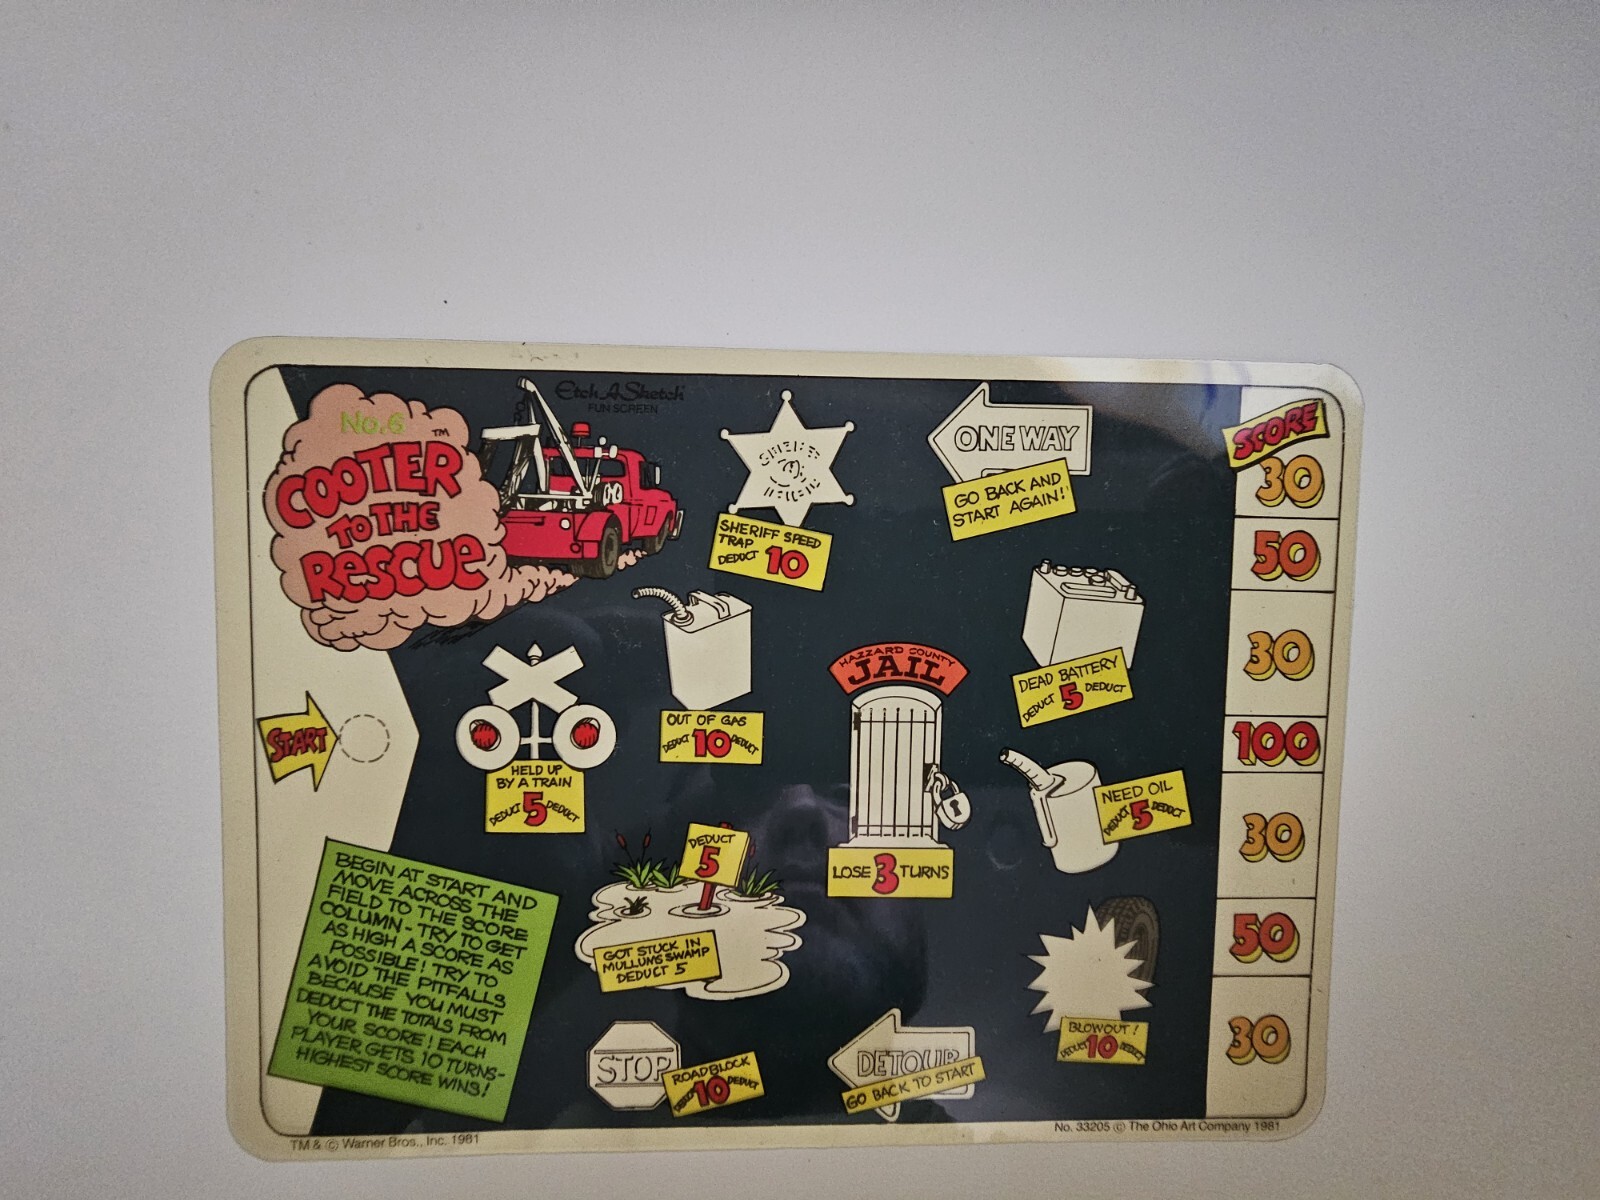 No.6
COOTER™
TO THE
RESCUE
Etch A Sketch
FUN SCREEN
SHERIFF SPEED
TRAP
DEDUCT 10
ONE WAY
GO BACK AND
START AGAIN!
SCORE
30
50
30
100
30
50
30
START
HELD UP
BY A TRAIN
DEDUCT 5 DEDUCT
OUT OF GAS
DEDUCT 10 DEDUCT
HAZZARD COUNTY
JAIL
LOSE 3 TURNS
DEAD BATTERY
DEDUCT 5 DEDUCT
NEED OIL
DEDUCT 5 DEDUCT
DEDUCT
5
GOT STUCK IN
MULLUNS SWAMP
DEDUCT 5
BLOWOUT!
DEDUCT 10 DEDUCT
STOP
ROADBLOCK
DEDUCT 10 DEDUCT
DETOUR
GO BACK TO START
BEGIN AT START AND
MOVE ACROSS THE
FIELD TO THE SCORE
COLUMN - TRY TO GET
AS HIGH A SCORE AS
POSSIBLE! TRY TO
AVOID THE PITFALLS
BECAUSE YOU MUST
DEDUCT THE TOTALS FROM
YOUR SCORE! EACH
PLAYER GETS 10 TURNS-
HIGHEST SCORE WINS!
TM & © Warner Bros., Inc. 1981
No. 33205 © The Ohio Art Company 1981